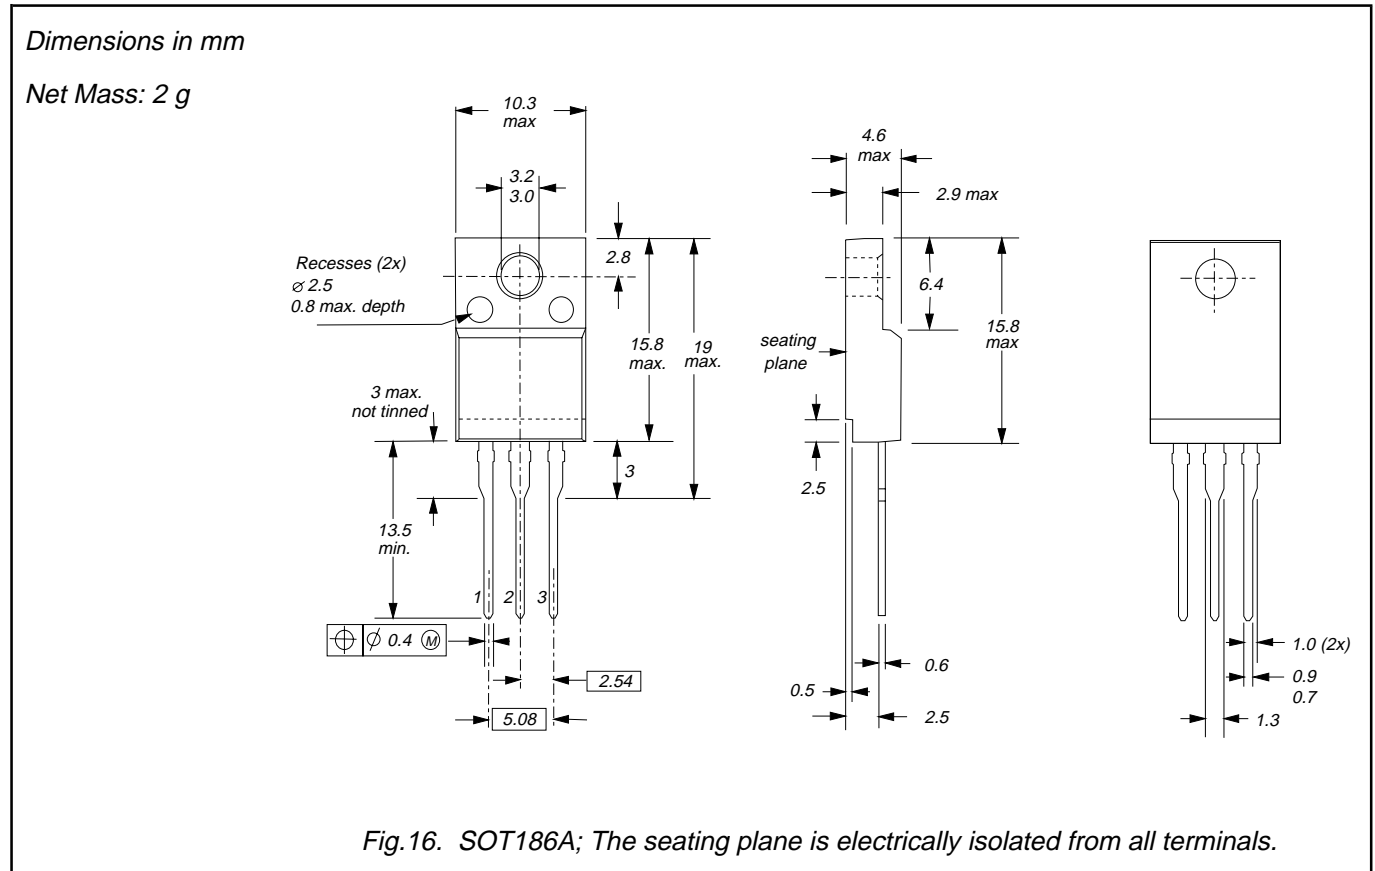 Dimensions in mm
Net Mass: 2 g
10.3
max
3.2
3.0
2.8
Recesses (2x)
⌀ 2.5
0.8 max. depth
15.8
max.
19
max.
3 max.
not tinned
3
13.5
min.
1 2 3
⌀ 0.4 Ⓜ
2.54
5.08
4.6
max
2.9 max
6.4
15.8
max
seating
plane
2.5
0.6
0.5
2.5
1.0 (2x)
0.9
0.7
1.3
Fig.16. SOT186A; The seating plane is electrically isolated from all terminals.